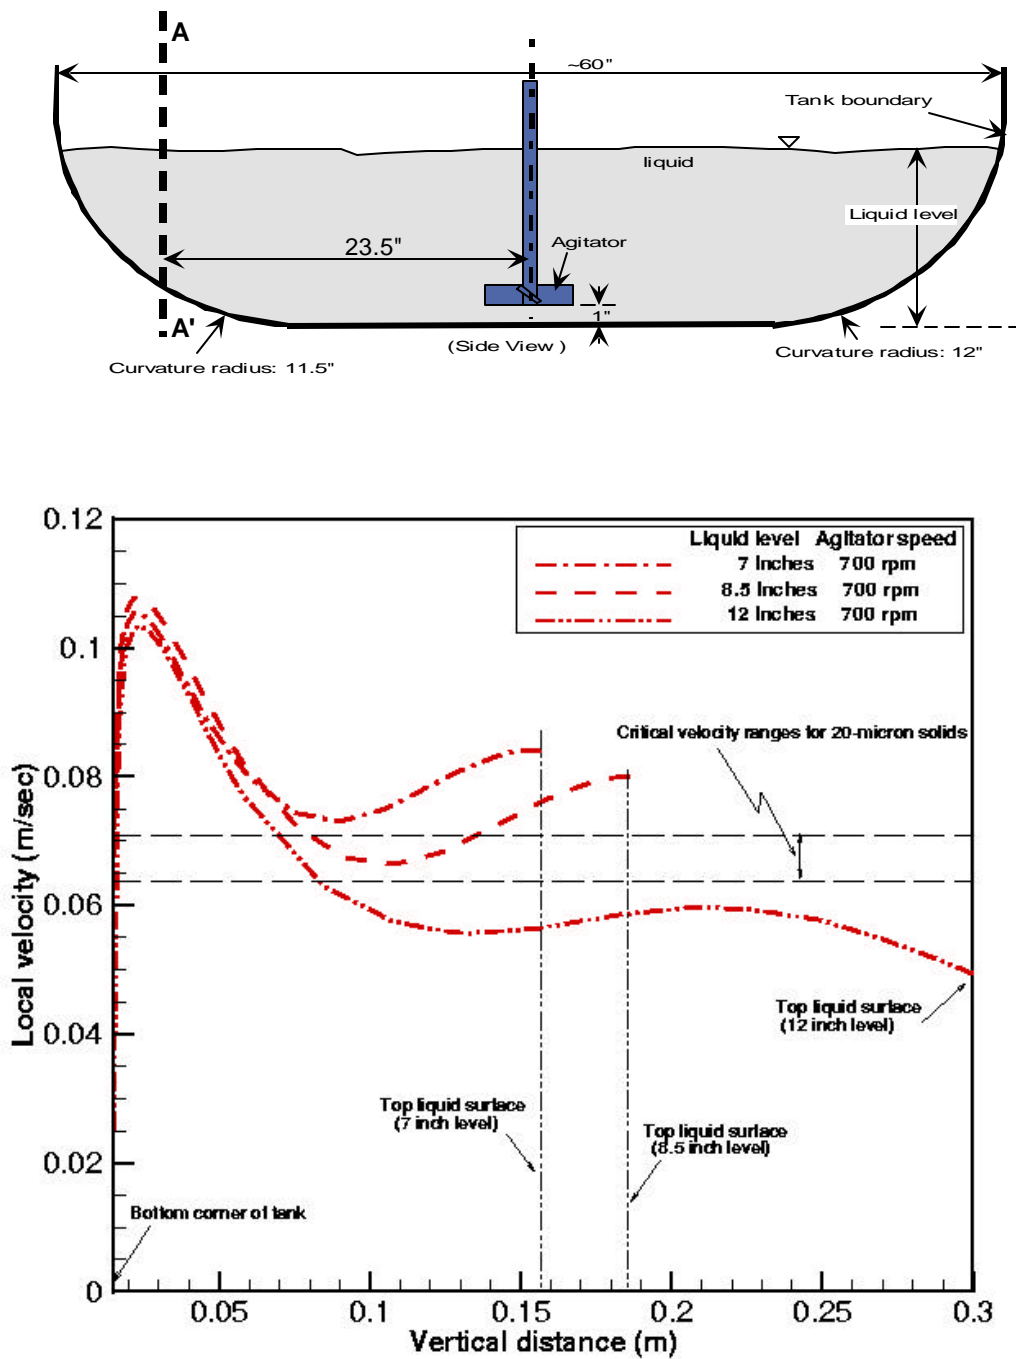 A
~60"
Tank boundary
liquid
Liquid level
23.5"
Agitator
1"
A'
(Side View )
Curvature radius: 11.5"
Curvature radius: 12"
0.12
0.1
0.08
0.06
0.04
0.02
0
Local velocity (m/sec)
Liquid level Agitator speed
7 Inches 700 rpm
8.5 Inches 700 rpm
12 Inches 700 rpm
Critical velocity ranges for 20-micron solids
Top liquid surface
(12 inch level)
Top liquid surface
(7 inch level)
Top liquid surface
(8.5 inch level)
Bottom corner of tank
0.05 0.1 0.15 0.2 0.25 0.3
Vertical distance (m)